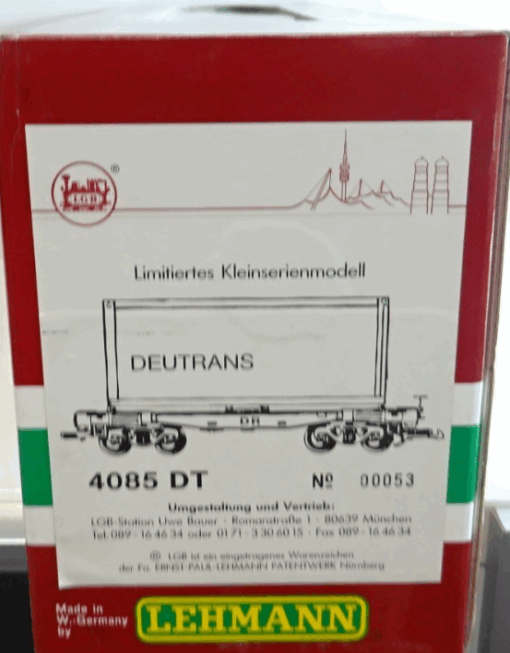 LGB ®
Limitiertes Kleinserienmodell
DEUTRANS
DR
4085 DT Nº 00053
Umgestaltung und Vertrieb:
LGB-Station Uwe Bauer · Romanstraße 1 · 80639 München
Tel. 089 - 16 46 34 oder 01 71 - 3 30 60 15 · Fax 089 - 16 46 34
® LGB ist ein eingetragenes Warenzeichen
der Fa. ERNST-PAUL-LEHMANN PATENTWERK Nürnberg
Made in
W.-Germany
by
LEHMANN